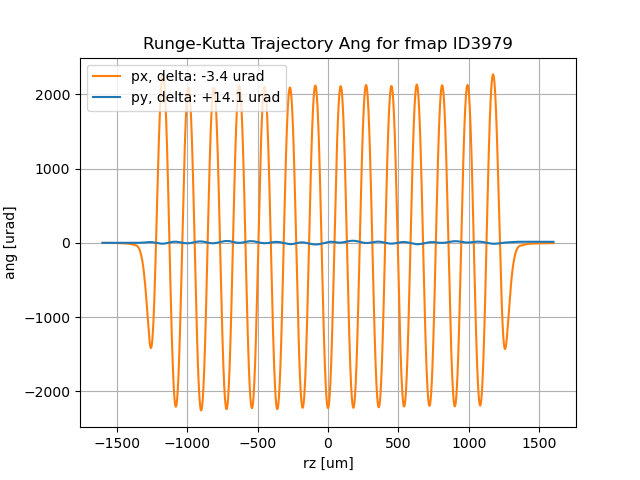 Runge-Kutta Trajectory Ang for fmap ID3979
px, delta: -3.4 urad
py, delta: +14.1 urad
2000
1000
0
−1000
−2000
ang [urad]
−1500 −1000 −500 0 500 1000 1500
rz [um]